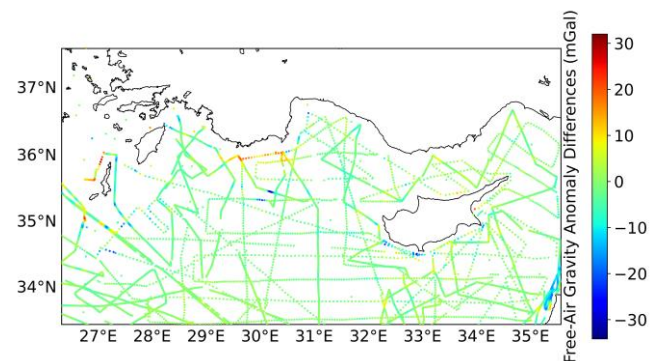 37°N
36°N
35°N
34°N
27°E 28°E 29°E 30°E 31°E 32°E 33°E 34°E 35°E
Free-Air Gravity Anomaly Differences (mGal)
30
20
10
0
−10
−20
−30